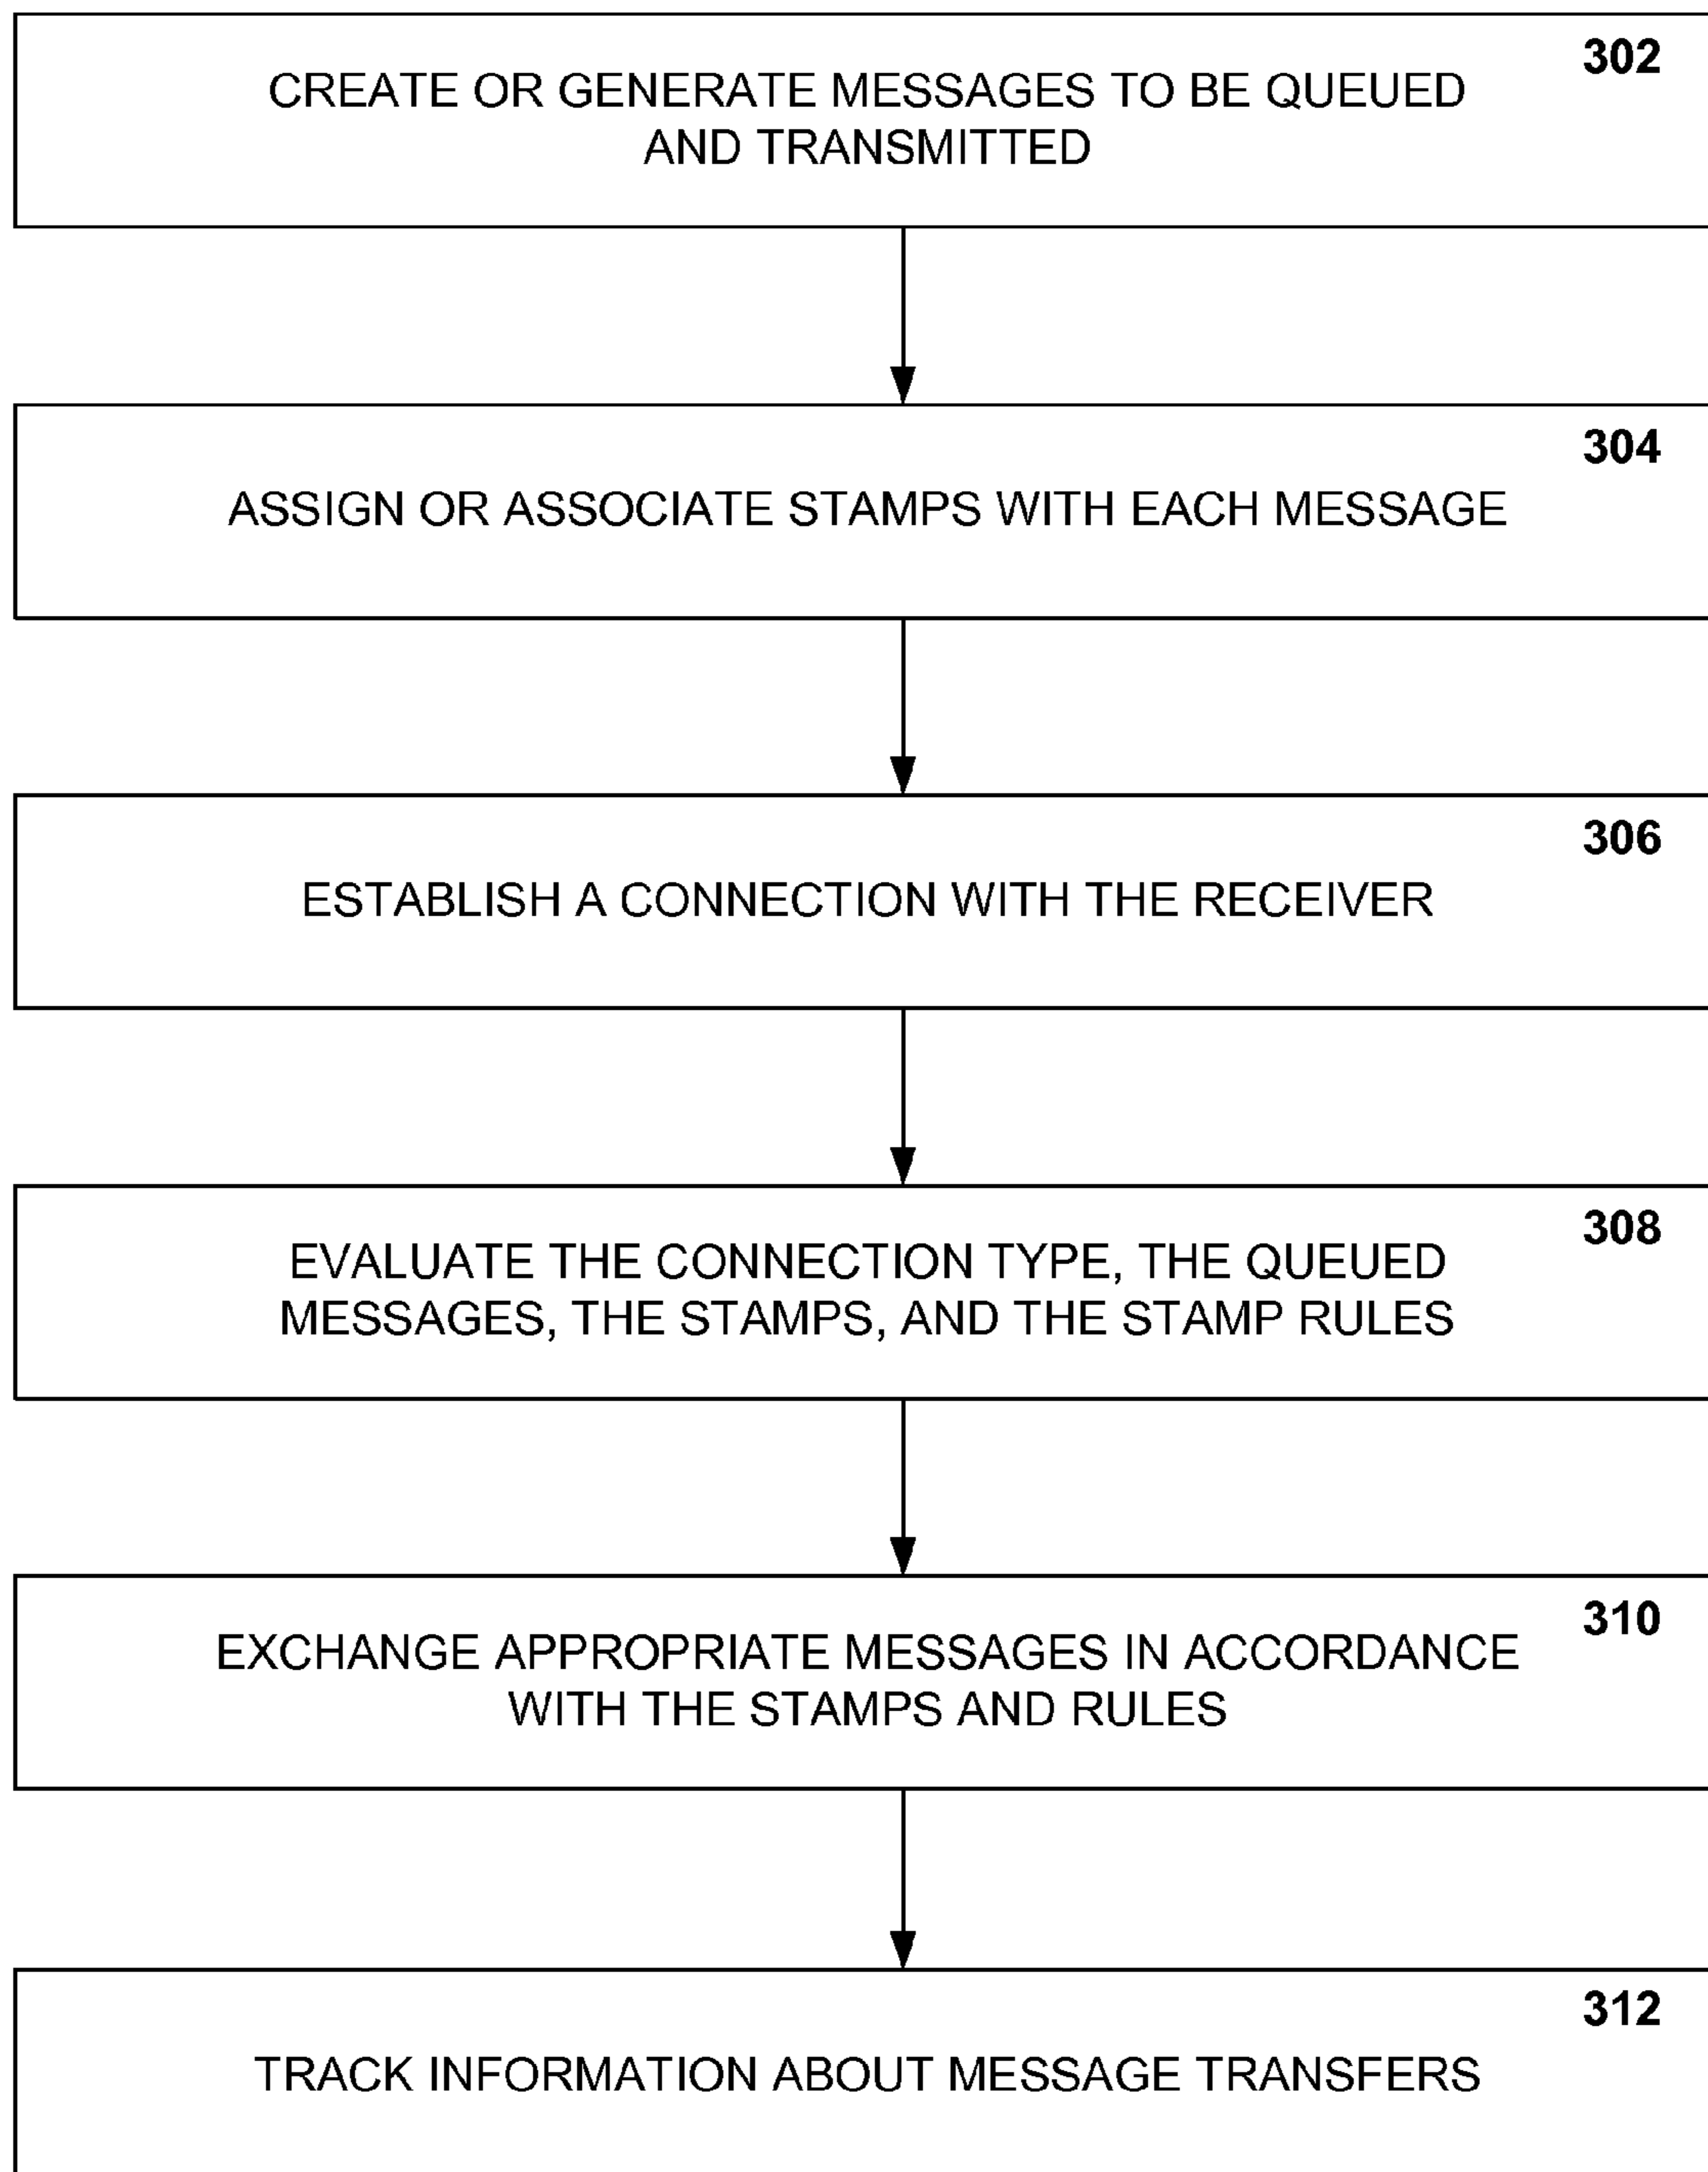 302
CREATE OR GENERATE MESSAGES TO BE QUEUED
AND TRANSMITTED
304
ASSIGN OR ASSOCIATE STAMPS WITH EACH MESSAGE
306
ESTABLISH A CONNECTION WITH THE RECEIVER
308
EVALUATE THE CONNECTION TYPE, THE QUEUED
MESSAGES, THE STAMPS, AND THE STAMP RULES
310
EXCHANGE APPROPRIATE MESSAGES IN ACCORDANCE
WITH THE STAMPS AND RULES
312
TRACK INFORMATION ABOUT MESSAGE TRANSFERS